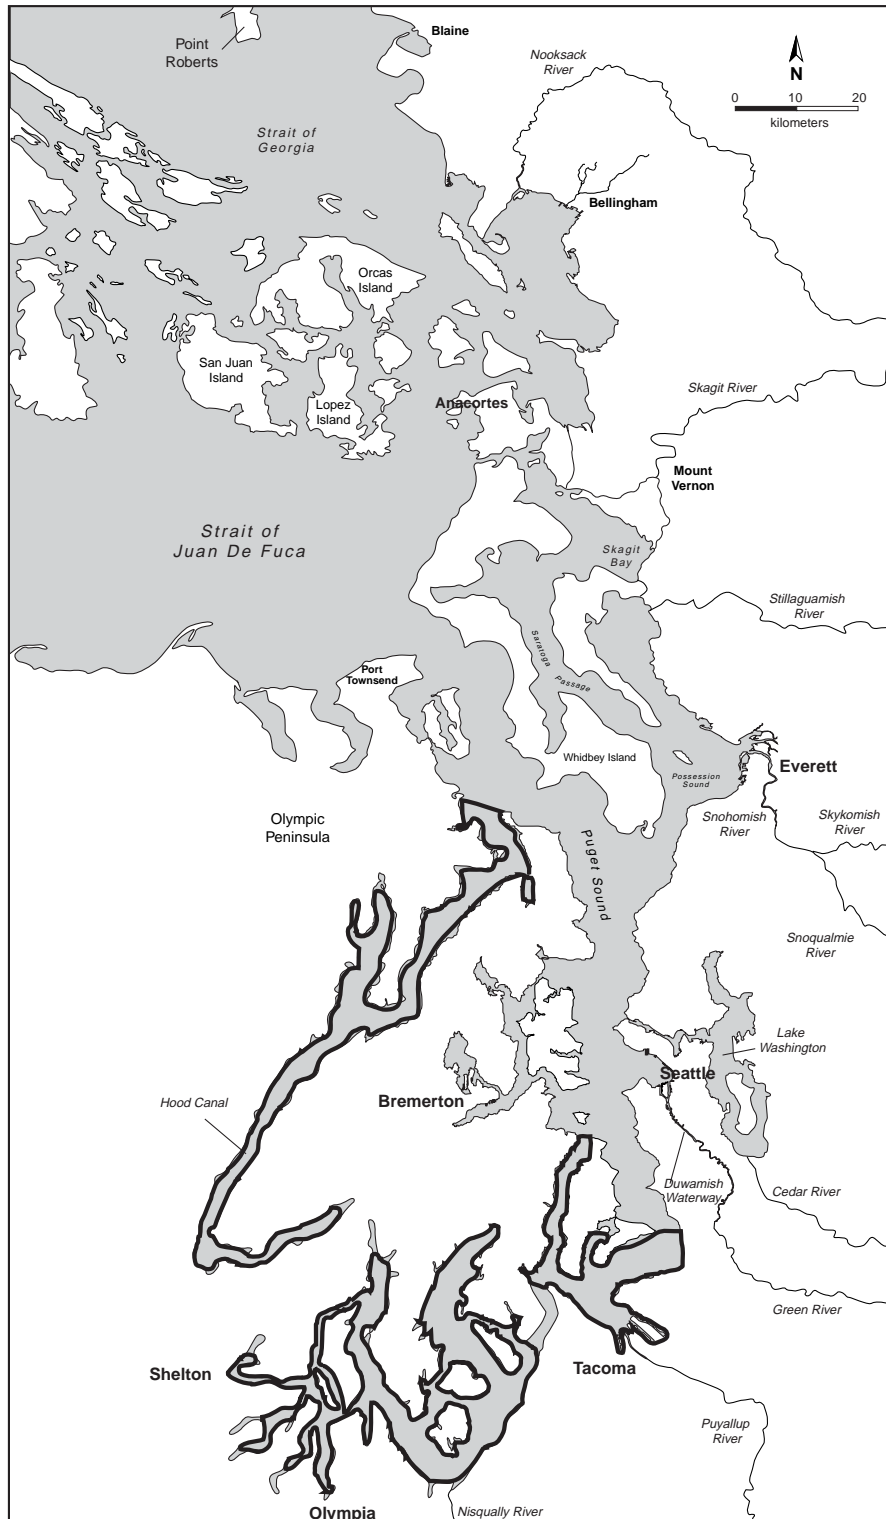 Point
Roberts
Blaine
Nooksack
River
N
0 10 20
kilometers
Strait of
Georgia
Bellingham
Orcas
Island
San Juan
Island
Lopez
Island
Anacortes
Skagit River
Mount
Vernon
Strait of
Juan De Fuca
Skagit
Bay
Stillaguamish
River
Saratoga
Passage
Port
Townsend
Whidbey Island
Possession
Sound
Everett
Snohomish
River
Skykomish
River
Olympic
Peninsula
Puget Sound
Snoqualmie
River
Lake
Washington
Seattle
Bremerton
Hood Canal
Duwamish
Waterway
Cedar River
Green River
Shelton
Tacoma
Puyallup
River
Olympia
Nisqually River